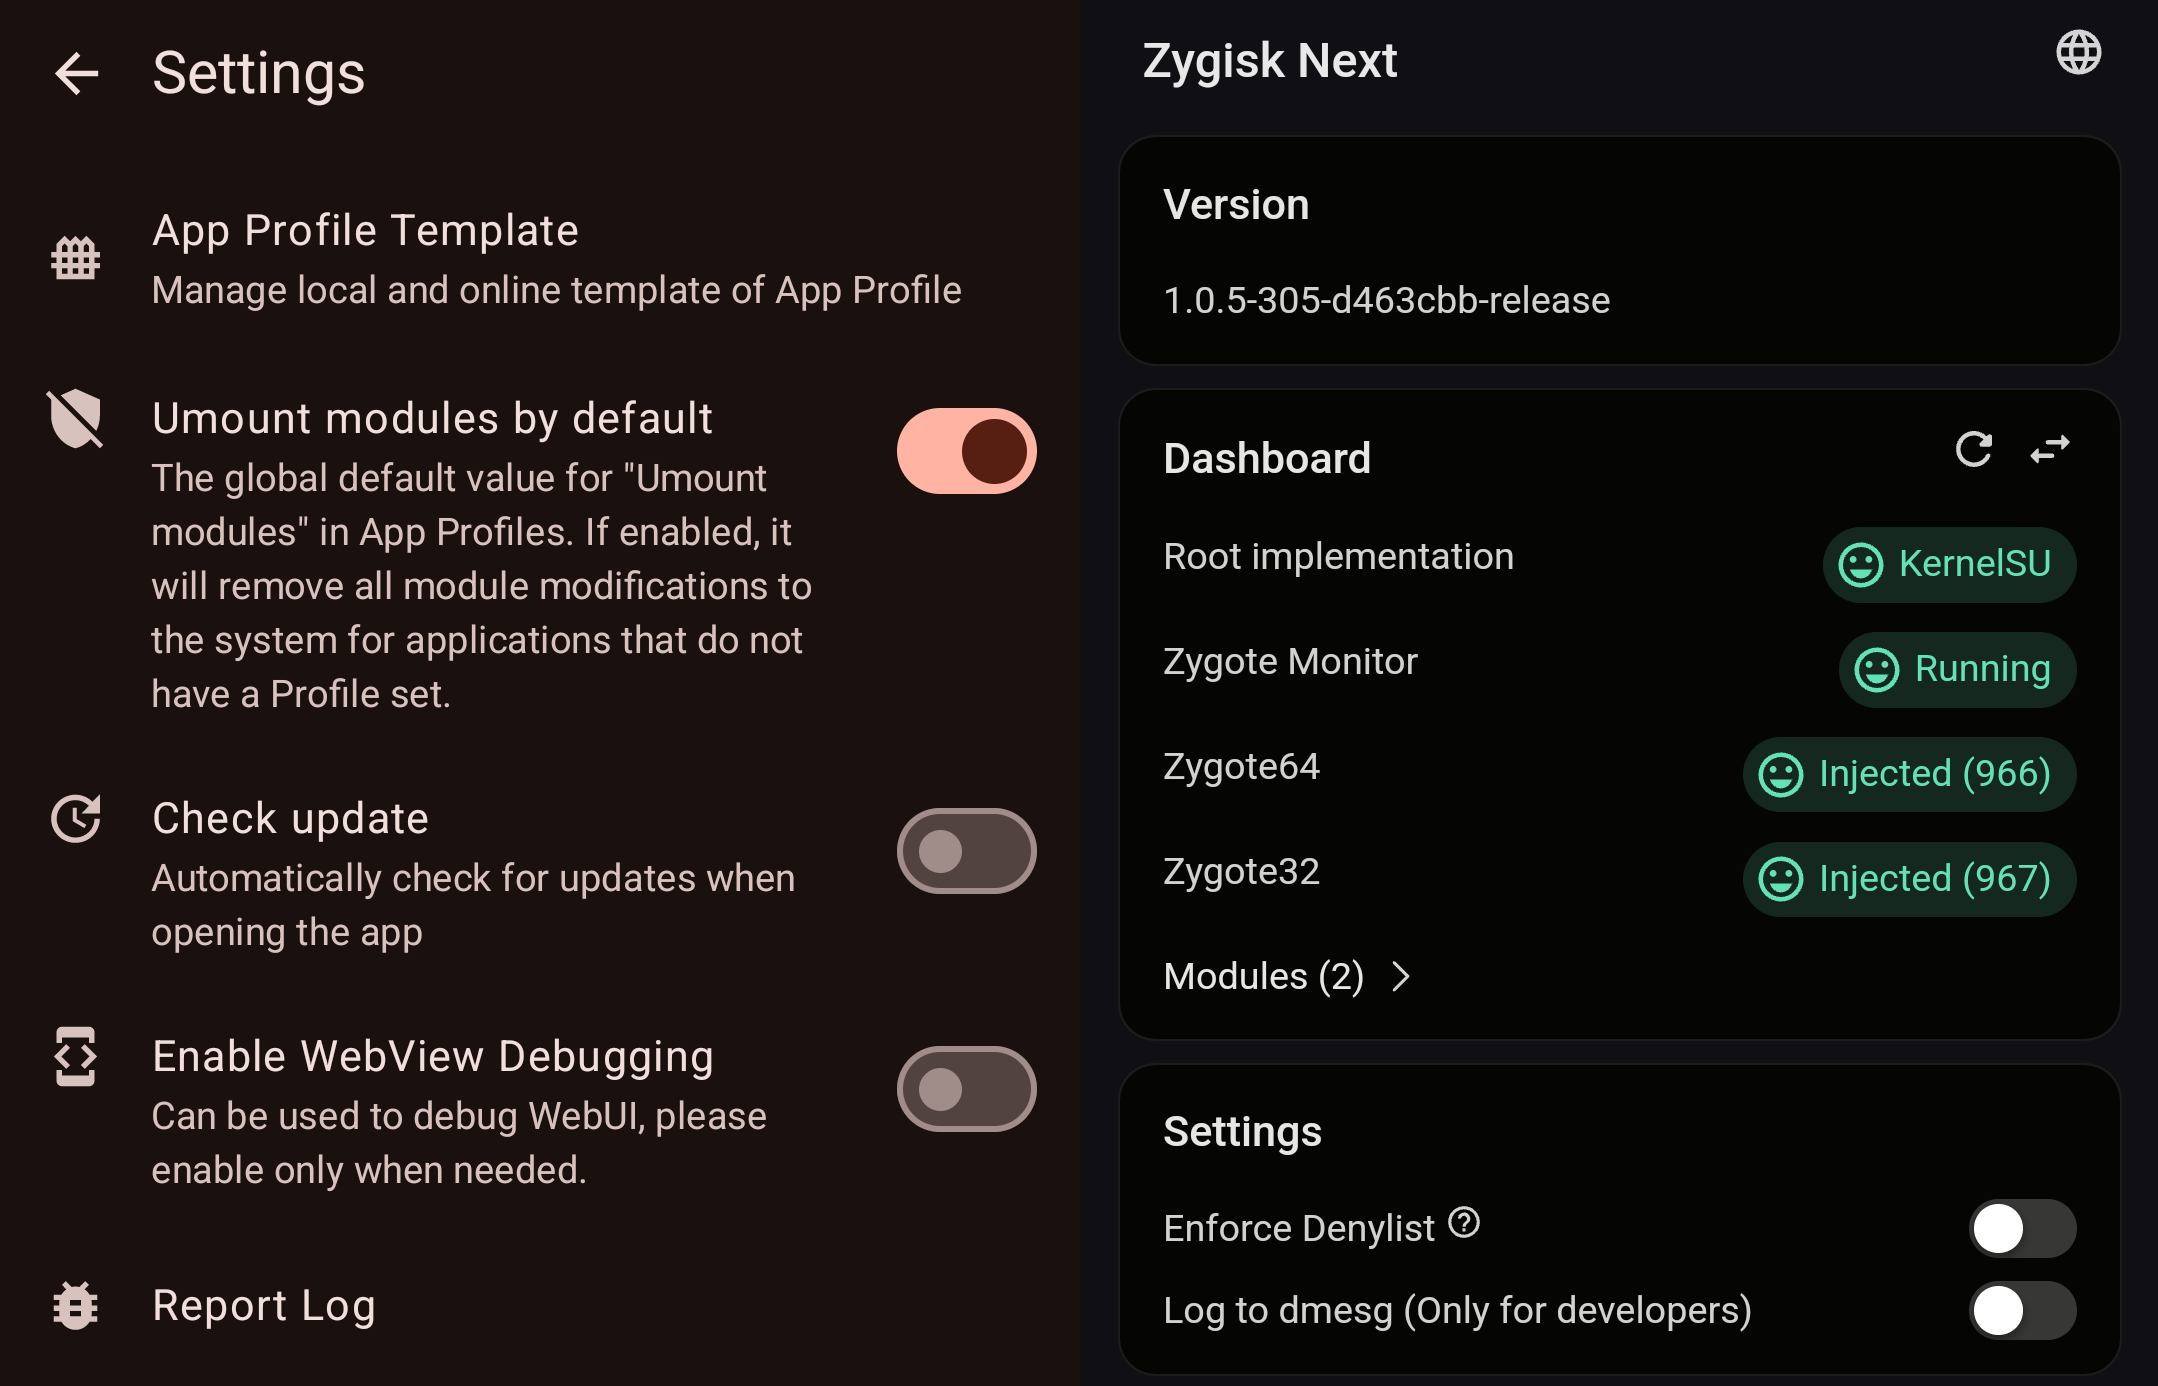 Settings
App Profile Template
Manage local and online template of App Profile
Umount modules by default
The global default value for "Umount
modules" in App Profiles. If enabled, it
will remove all module modifications to
the system for applications that do not
have a Profile set.
Check update
Automatically check for updates when
opening the app
Enable WebView Debugging
Can be used to debug WebUI, please
enable only when needed.
Report Log
Zygisk Next
Version
1.0.5-305-d463cbb-release
Dashboard
Root implementation KernelSU
Zygote Monitor Running
Zygote64 Injected (966)
Zygote32 Injected (967)
Modules (2)
Settings
Enforce Denylist
Log to dmesg (Only for developers)